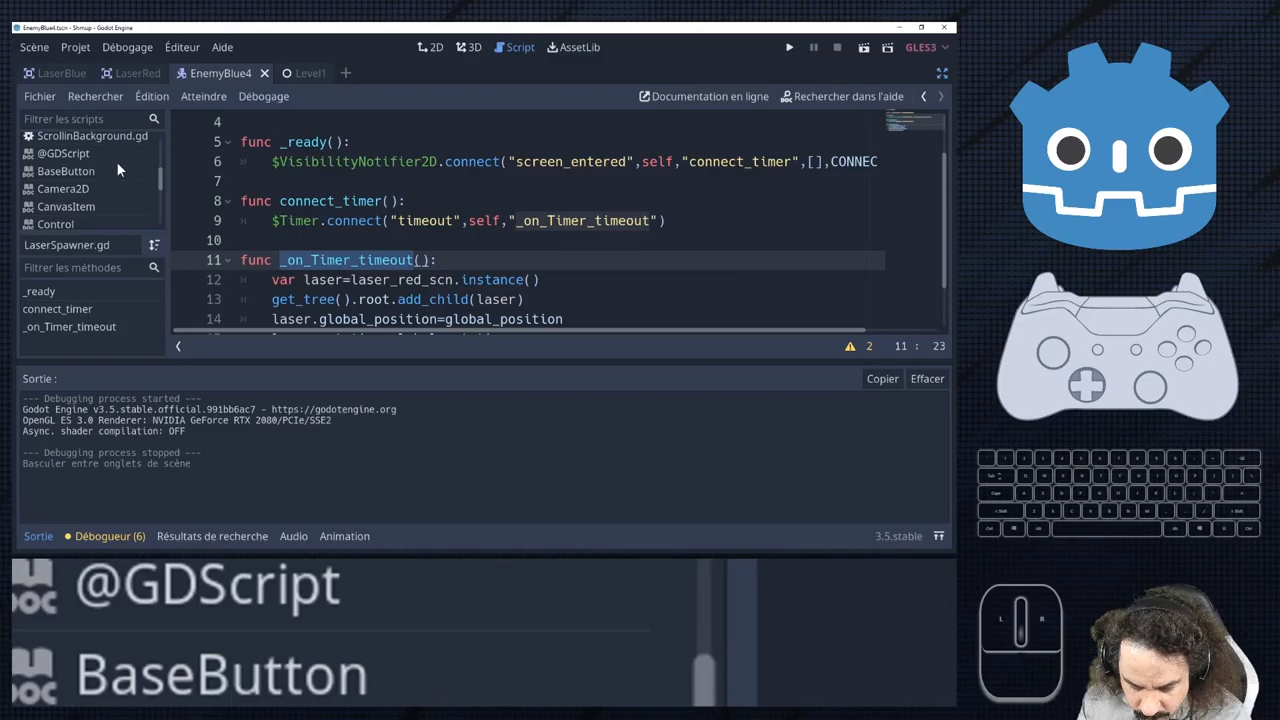 EnemyBlue4.tscn - Shmup - Godot Engine
Scène Projet Débogage Éditeur Aide 2D 3D Script AssetLib GLES3
LaserBlue LaserRed EnemyBlue4 Level1
Fichier Rechercher Édition Atteindre Débogage Documentation en ligne Rechercher dans l'aide
Filtrer les scripts
ScrollinBackground.gd
@GDScript
BaseButton
Camera2D
CanvasItem
Control
LaserSpawner.gd
Filtrer les méthodes
_ready
connect_timer
_on_Timer_timeout
4
5 func _ready():
6 $VisibilityNotifier2D.connect("screen_entered",self,"connect_timer",[],CONNEC
7
8 func connect_timer():
9 $Timer.connect("timeout",self,"_on_Timer_timeout")
10
11 func _on_Timer_timeout():
12 var laser=laser_red_scn.instance()
13 get_tree().root.add_child(laser)
14 laser.global_position=global_position
2 11 : 23
Sortie : Copier Effacer
--- Debugging process started ---
Godot Engine v3.5.stable.official.991bb6ac7 - https://godotengine.org
OpenGL ES 3.0 Renderer: NVIDIA GeForce RTX 2080/PCIe/SSE2
Async. shader compilation: OFF
--- Debugging process stopped ---
Basculer entre onglets de scène
Sortie Débogueur (6) Résultats de recherche Audio Animation 3.5.stable
DOC @GDScript
DOC BaseButton
L R